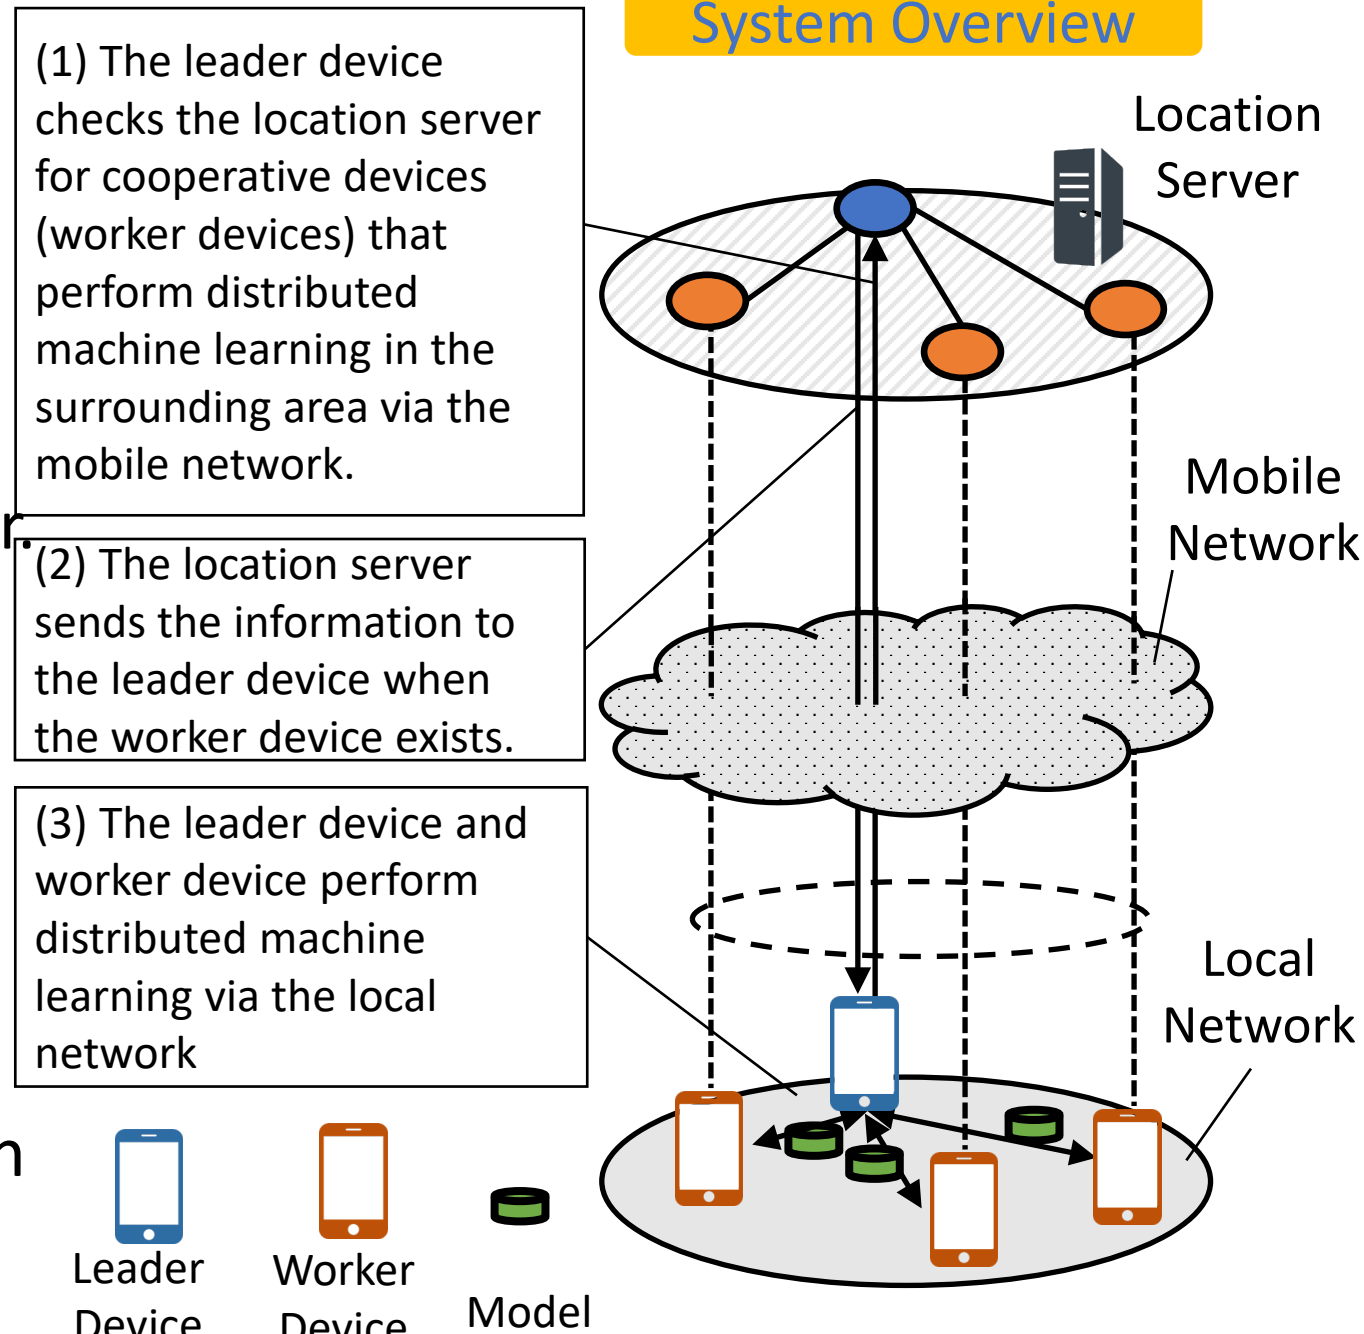 System Overview
(1) The leader device
checks the location server
for cooperative devices
(worker devices) that
perform distributed
machine learning in the
surrounding area via the
mobile network.
r.
(2) The location server
sends the information to
the leader device when
the worker device exists.
(3) The leader device and
worker device perform
distributed machine
learning via the local
network
n
Location
Server
Mobile
Network
Local
Network
Leader
Device
Worker
Device
Model